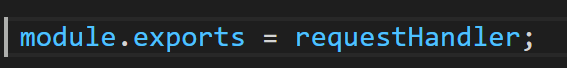 module.exports = requestHandler;